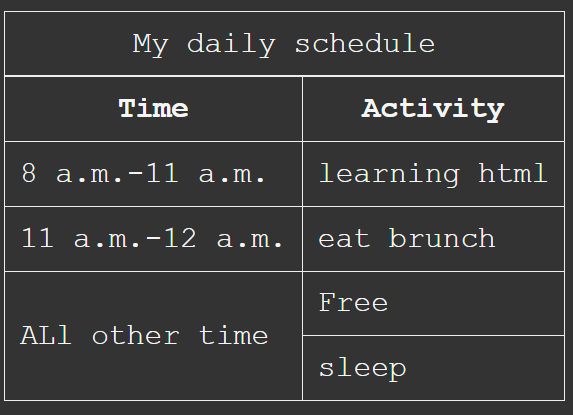 My daily schedule
Time Activity
8 a.m.-11 a.m. learning html
11 a.m.-12 a.m. eat brunch
ALl other time Free
sleep